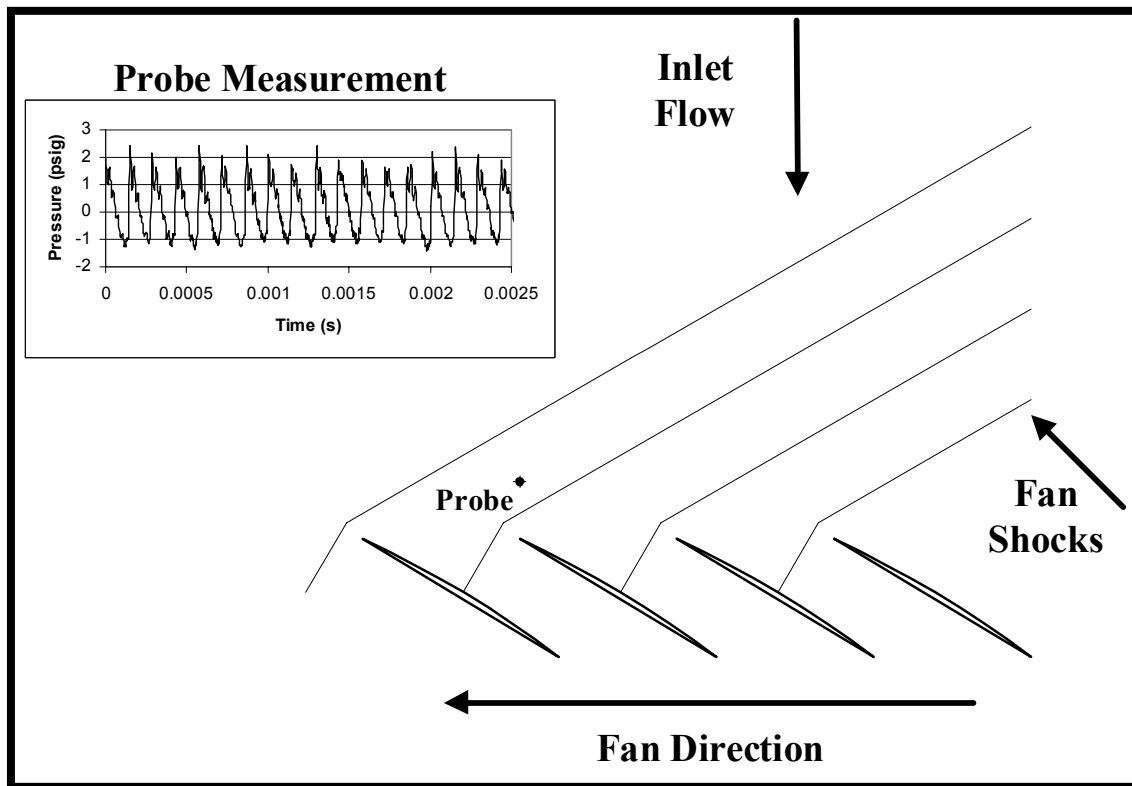 Probe Measurement
3
2
1
0
-1
-2
Pressure (psig)
0
0.0005
0.001
0.0015
0.002
0.0025
Time (s)
Inlet
Flow
Probe
Fan
Shocks
Fan Direction